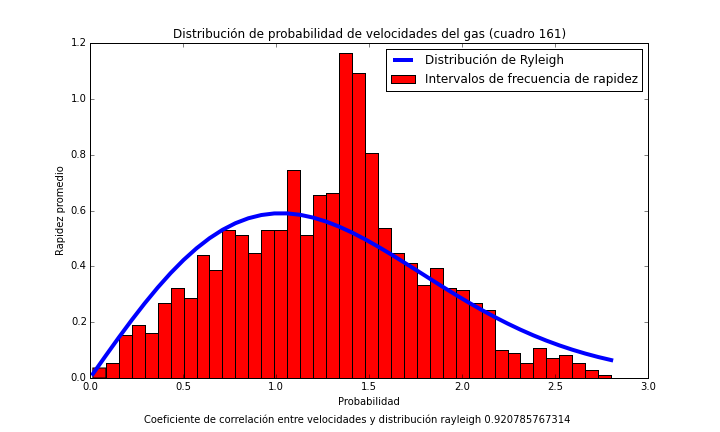 Distribución de probabilidad de velocidades del gas (cuadro 161)
1.2
1.0
0.8
0.6
0.4
0.2
0.0
Rapidez promedio
Distribución de Ryleigh
Intervalos de frecuencia de rapidez
0.0 0.5 1.0 1.5 2.0 2.5 3.0
Probabilidad
Coeficiente de correlación entre velocidades y distribución rayleigh 0.920785767314